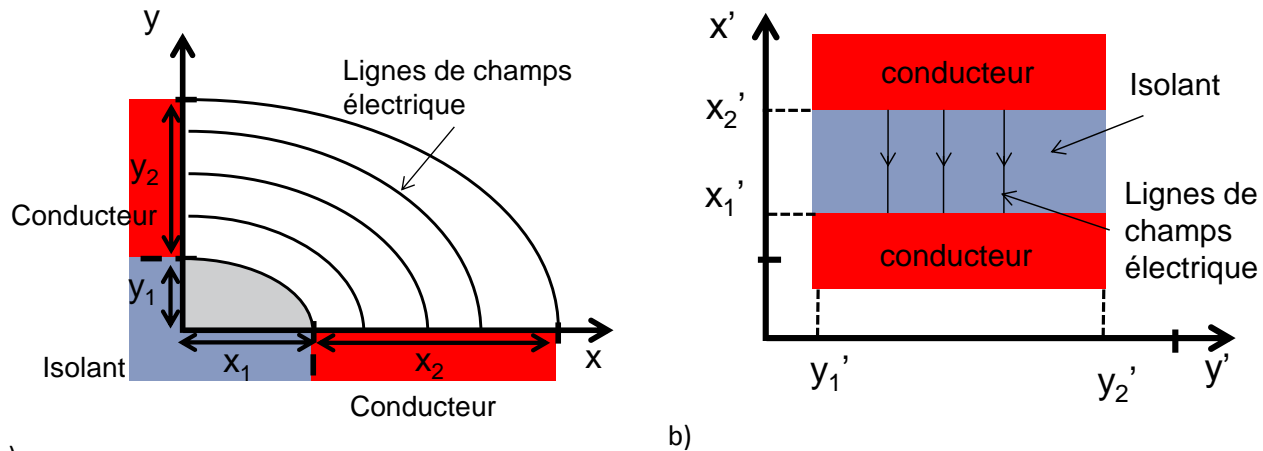 y
Lignes de champs
électrique
y₂
Conducteur
y₁
Isolant
x₁
x₂
x
Conducteur
)
x’
conducteur
Isolant
x₂’
x₁’
Lignes de
champs
électrique
conducteur
y₁’
y₂’
y’
b)